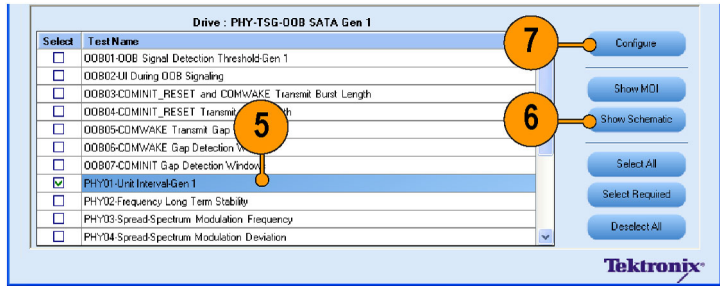 Drive : PHY-TSG-OOB SATA Gen 1
Select TestName
OOB01-OOB Signal Detection Threshold-Gen 1
OOB02-UI During OOB Signaling
OOB03-COMINIT_RESET and COMWAKE Transmit Burst Length
OOB04-COMINIT_RESET Transmit
OOB05-COMWAKE Transmit Gap
OOB06-COMWAKE Gap Detection
OOB07-COMINIT Gap Detection Window
PHY01-Unit Interval-Gen 1
PHY02-Frequency Long Term Stability
PHY03-Spread-Spectrum Modulation Frequency
PHY04-Spread-Spectrum Modulation Deviation
5
7
Configure
Show MOI
6
Show Schematic
Select All
Select Required
Deselect All
Tektronix